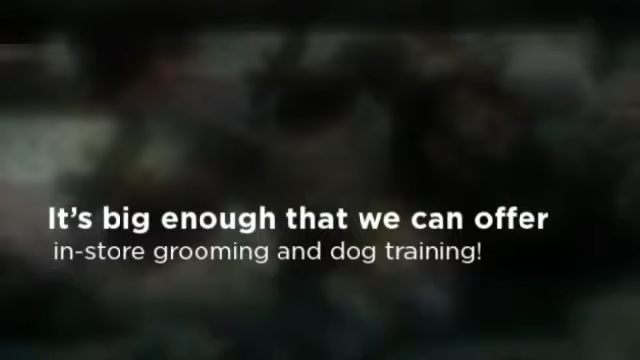 It's big enough that we can offer
in-store grooming and dog training!